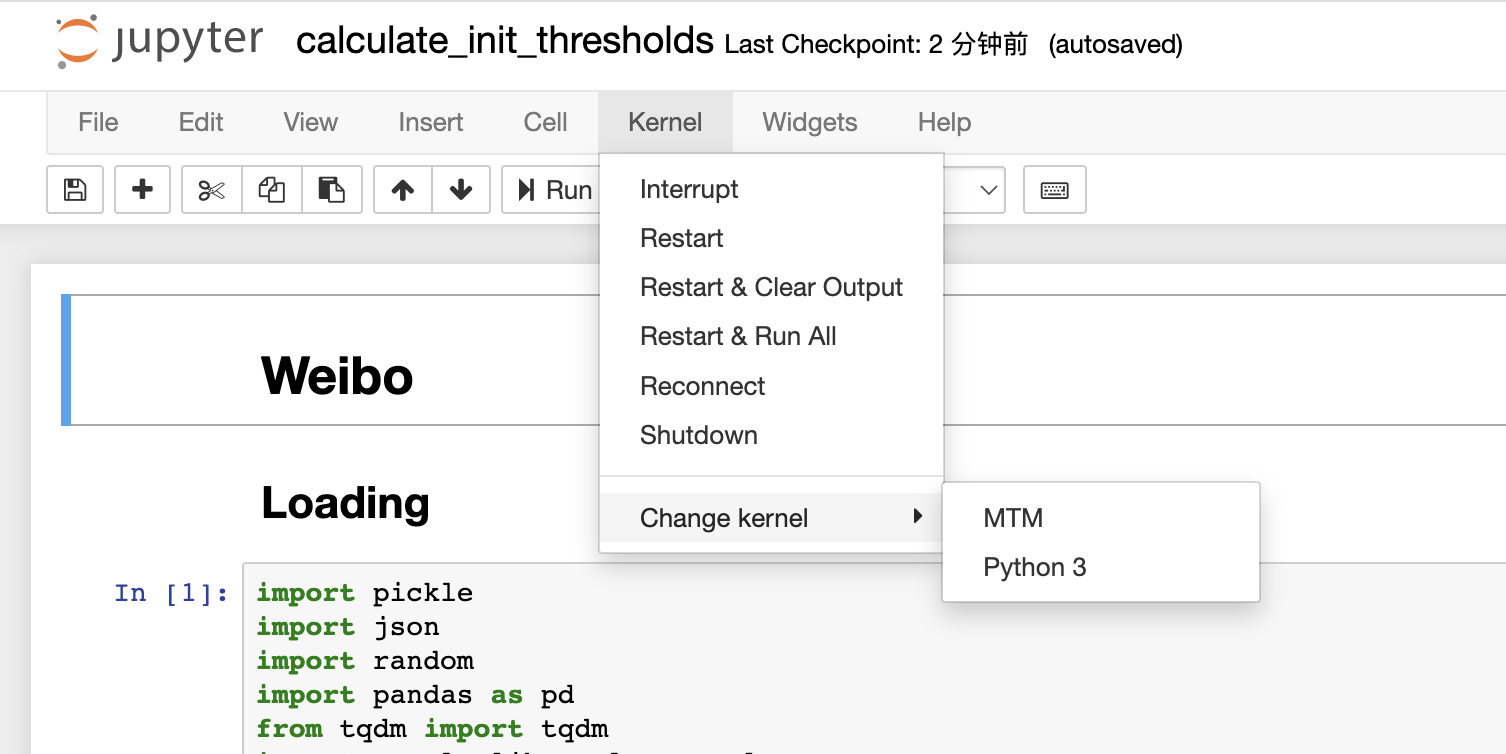 jupyter calculate_init_thresholds Last Checkpoint: 2 分钟前 (autosaved)
File Edit View Insert Cell Kernel Widgets Help
Run
Interrupt
Restart
Restart & Clear Output
Restart & Run All
Reconnect
Shutdown
Change kernel
MTM
Python 3
Weibo
Loading
In [1]: import pickle
import json
import random
import pandas as pd
from tqdm import tqdm